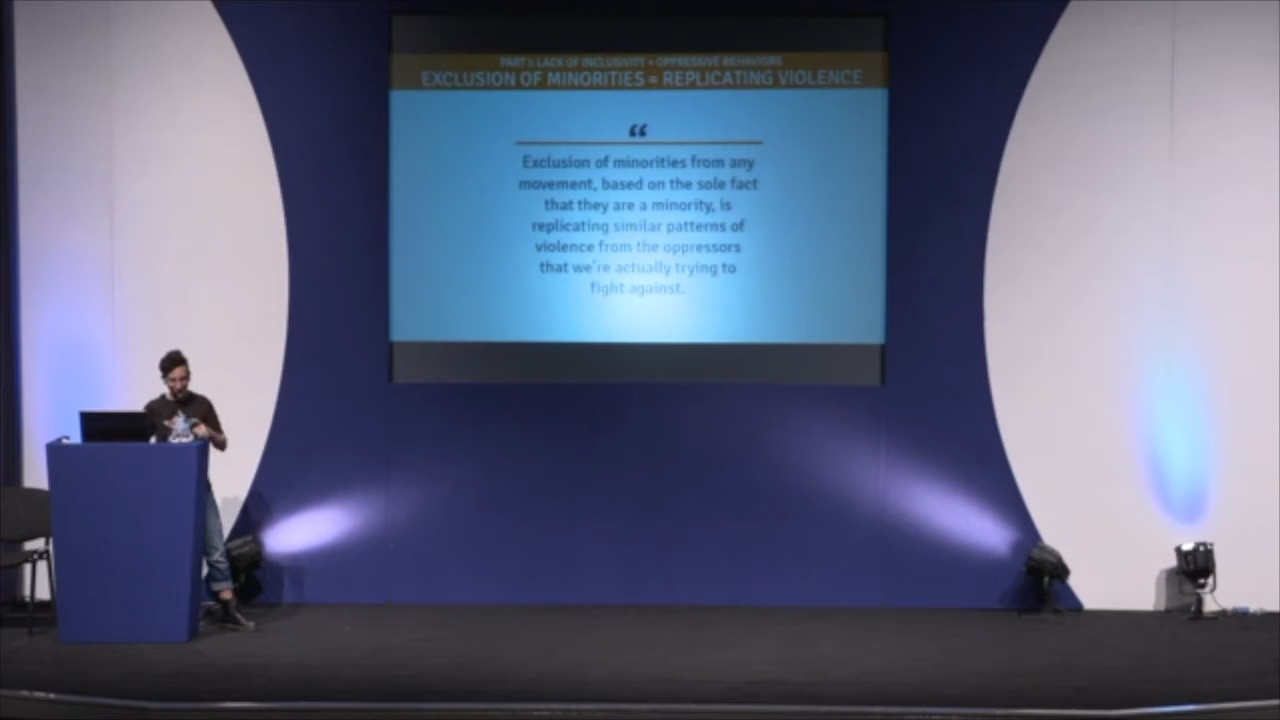 PART I: LACK OF INCLUSIVITY = OPPRESSIVE BEHAVIORS
EXCLUSION OF MINORITIES = REPLICATING VIOLENCE
“
Exclusion of minorities from any
movement, based on the sole fact
that they are a minority, is
replicating similar patterns of
violence from the oppressors
that we're actually trying to
fight against.